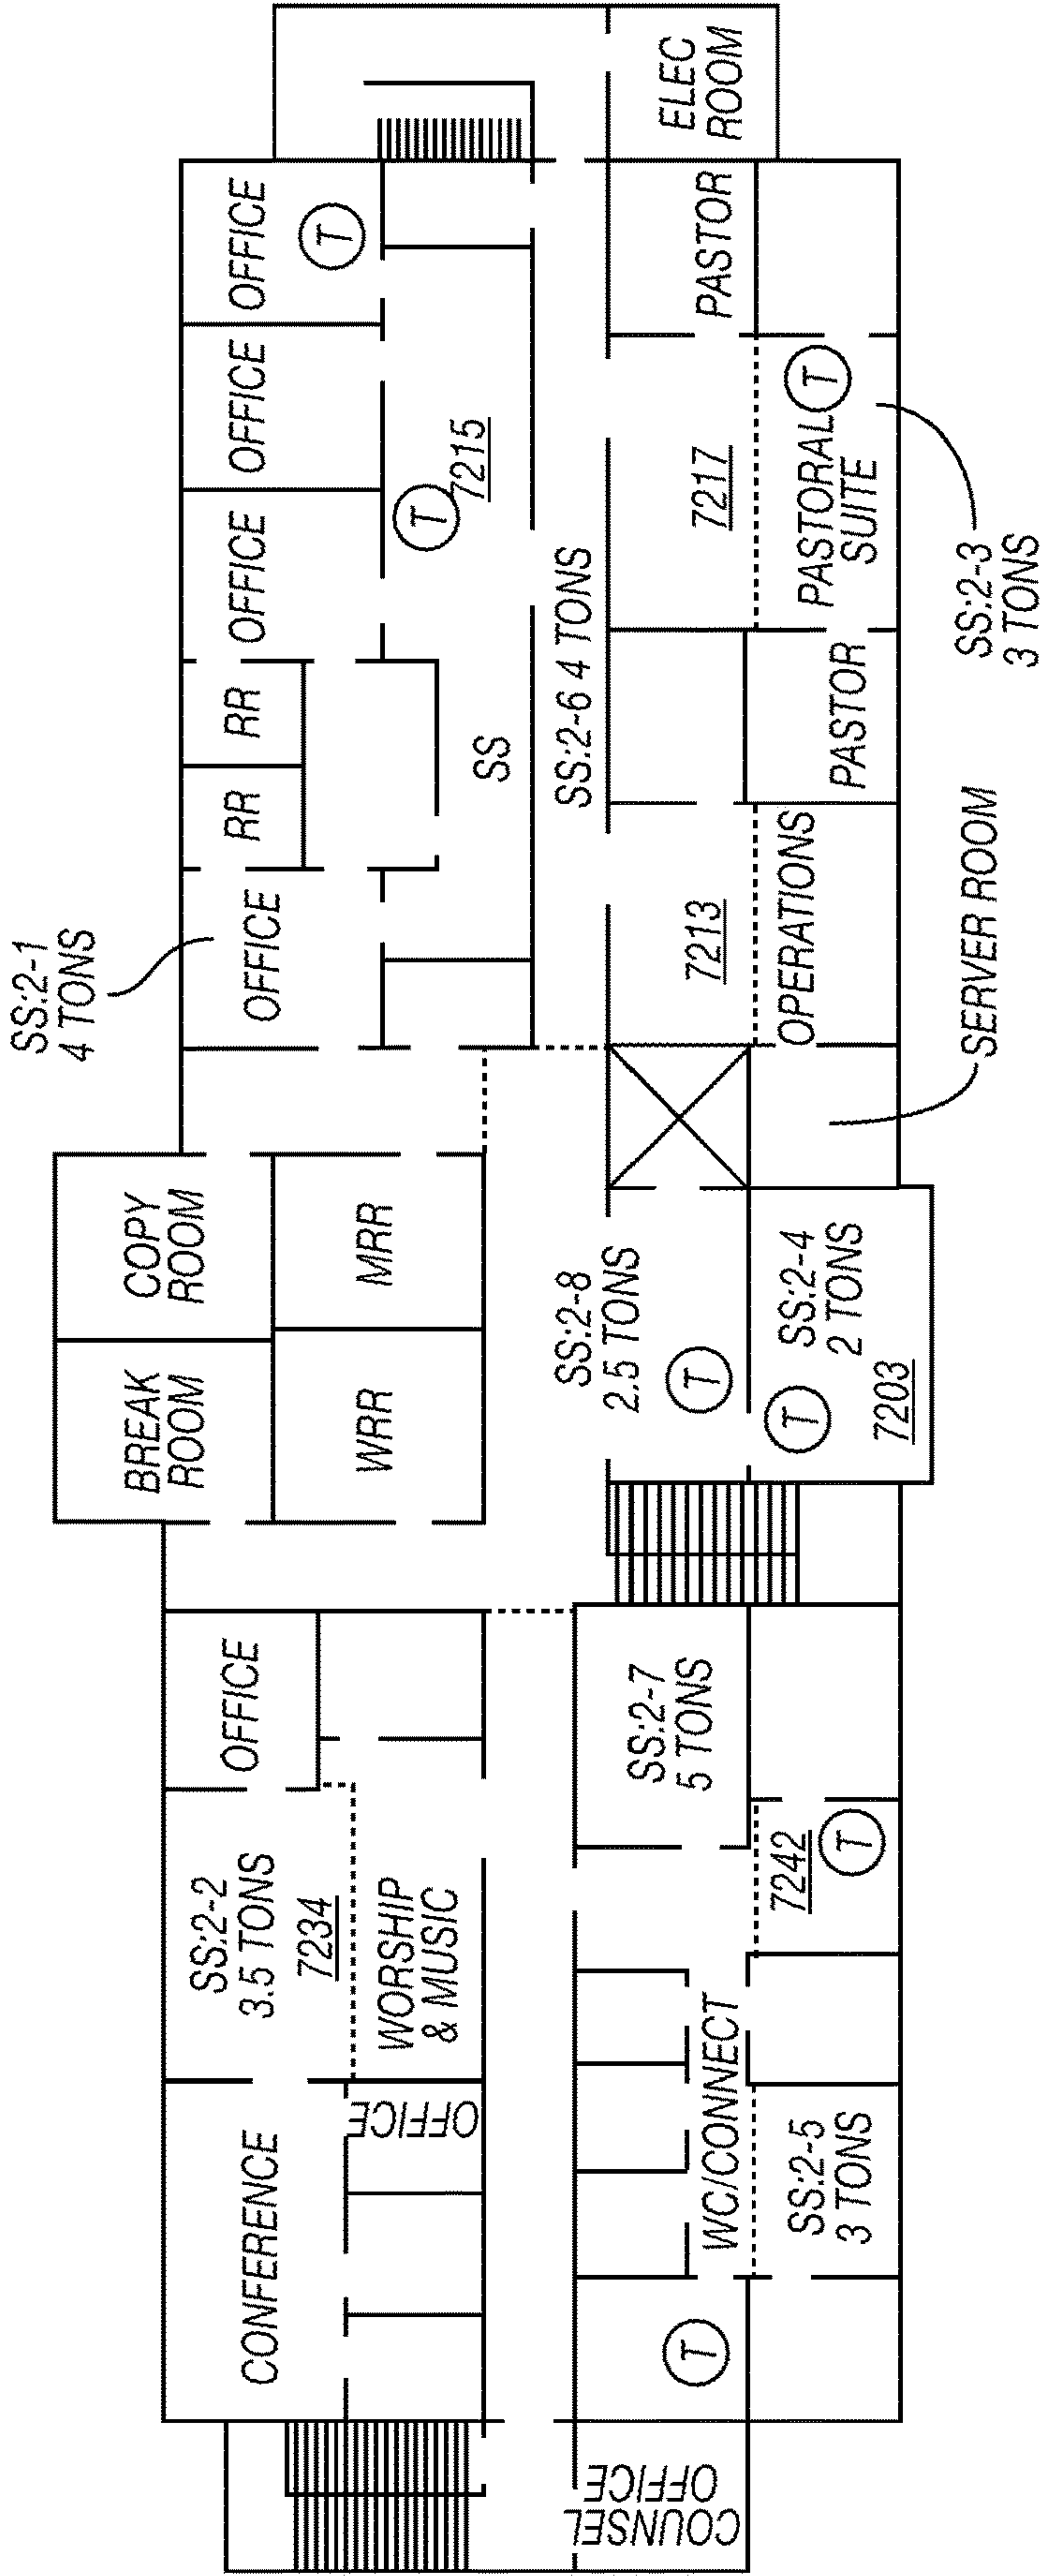 SS:2-1
4 TONS
BREAK
ROOM
COPY
ROOM
CONFERENCE
SS:2-2
3.5 TONS
7234
OFFICE
WRR
MRR
OFFICE
RR
RR
OFFICE
OFFICE
OFFICE
T
OFFICE
WORSHIP
& MUSIC
SS
T
7215
SS:2-8
2.5 TONS
SS:2-6 4 TONS
ELEC
ROOM
COUNSEL
OFFICE
T
WC/CONNECT
SS:2-7
5 TONS
T
7213
7217
PASTOR
SS:2-5
3 TONS
7242
T
T
SS:2-4
2 TONS
7203
OPERATIONS
PASTOR
PASTORAL
SUITE
T
SERVER ROOM
SS:2-3
3 TONS